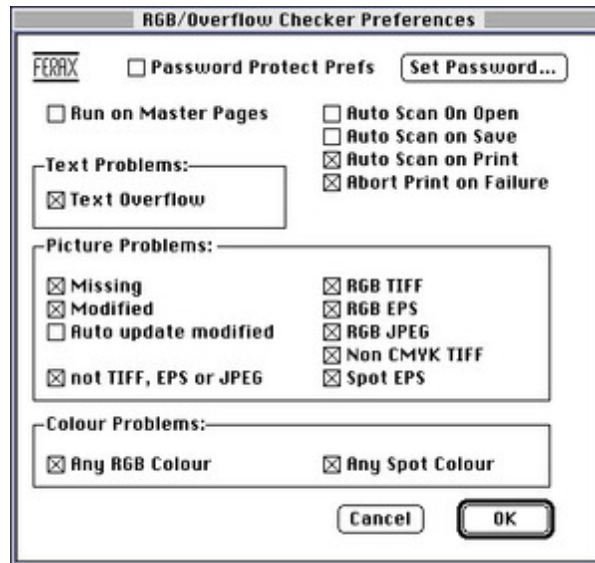 RGB/Overflow Checker Preferences
FERAX
Password Protect Prefs
Set Password...
Run on Master Pages
Auto Scan On Open
Auto Scan on Save
Auto Scan on Print
Abort Print on Failure
Text Problems:
Text Overflow
Picture Problems:
Missing
Modified
Auto update modified
not TIFF, EPS or JPEG
RGB TIFF
RGB EPS
RGB JPEG
Non CMYK TIFF
Spot EPS
Colour Problems:
Any RGB Colour
Any Spot Colour
Cancel
OK